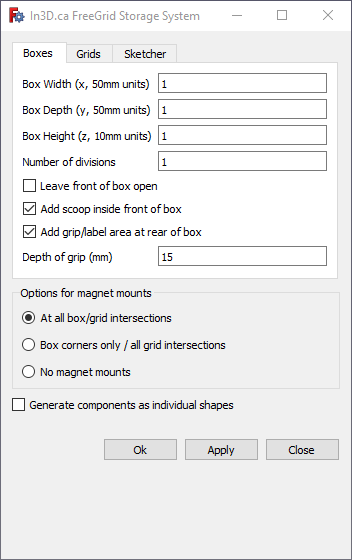 In3D.ca FreeGrid Storage System
Boxes Grids Sketcher
Box Width (x, 50mm units) 1
Box Depth (y, 50mm units) 1
Box Height (z, 10mm units) 1
Number of divisions 1
Leave front of box open
Add scoop inside front of box
Add grip/label area at rear of box
Depth of grip (mm) 15
Options for magnet mounts
At all box/grid intersections
Box corners only / all grid intersections
No magnet mounts
Generate components as individual shapes
Ok Apply Close